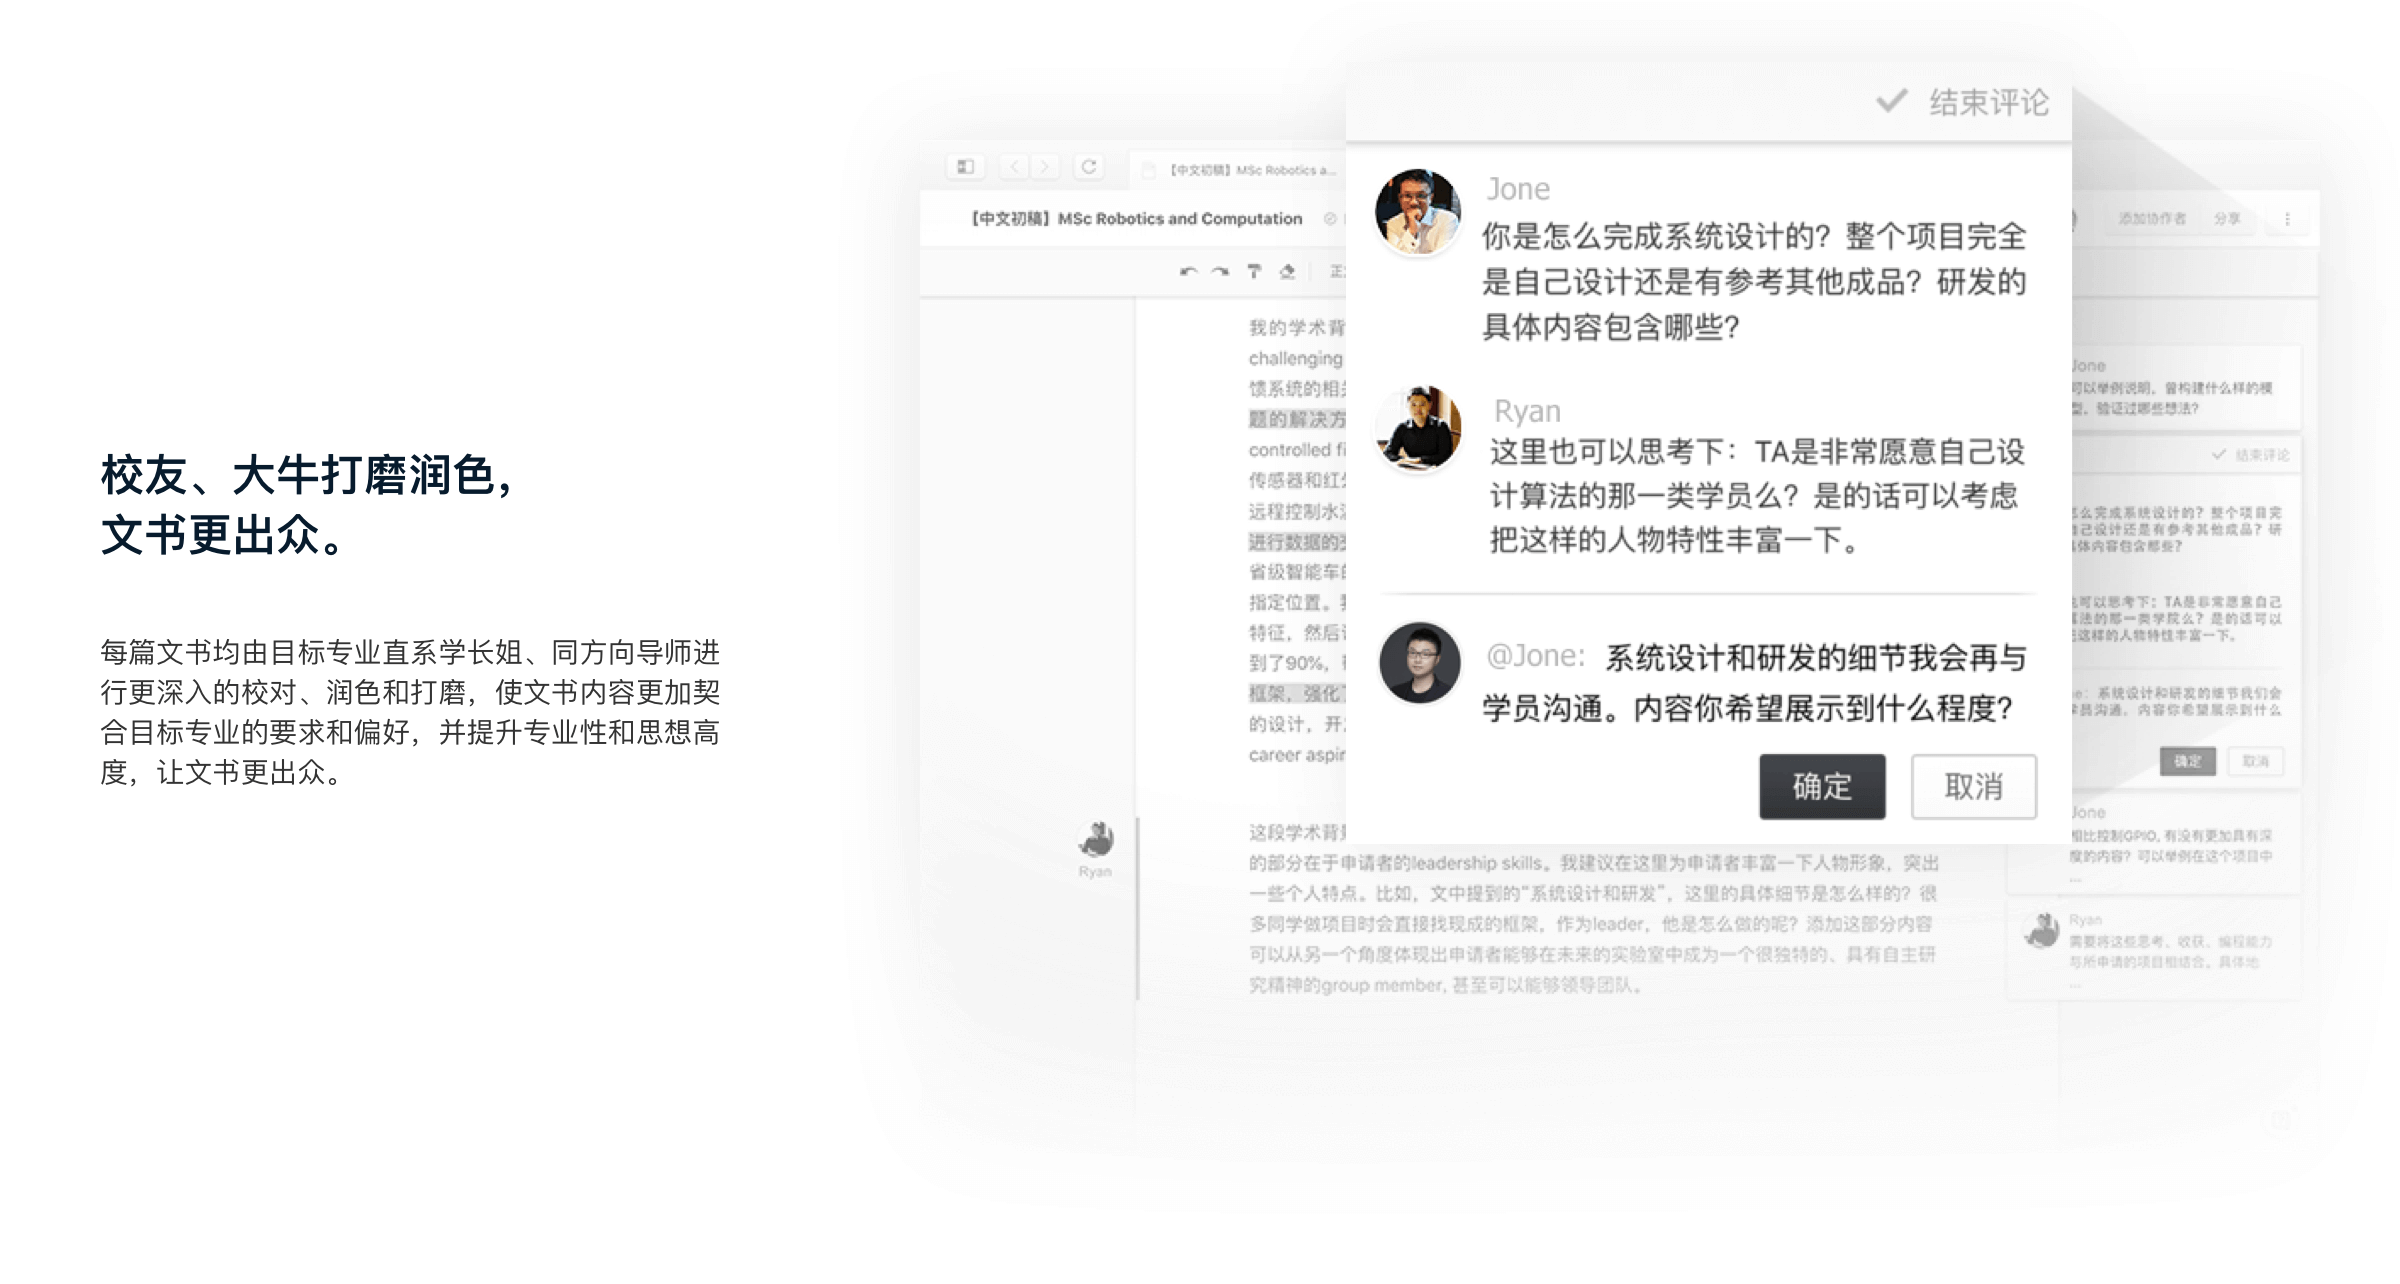 校友、大牛打磨润色，
文书更出众。
每篇文书均由目标专业直系学长姐、同方向导师进
行更深入的校对、润色和打磨，使文书内容更加契
合目标专业的要求和偏好，并提升专业性和思想高
度，让文书更出众。
【中文初稿】MSc Robotics a...
【中文初稿】MSc Robotics and Computation
添加协作者 分享
我的学术背
challenging
馈系统的相
题的解决方
controlled fi
传感器和红
远程控制水
进行数据的
省级智能车
指定位置。
特征，然后
到了90%，
框架，强化
的设计，开
career aspir
Ryan
这段学术背
的部分在于申请者的leadership skills。我建议在这里为申请者丰富一下人物形象，突出
一些个人特点。比如，文中提到的“系统设计和研发”，这里的具体细节是怎么样的？很
多同学做项目时会直接找现成的框架，作为leader，他是怎么做的呢？添加这部分内容
可以从另一个角度体现出申请者能够在未来的实验室中成为一个很独特的、具有自主研
究精神的group member, 甚至可以能够领导团队。
结束评论
Jone
你是怎么完成系统设计的？整个项目完全
是自己设计还是有参考其他成品？研发的
具体内容包含哪些？
Ryan
这里也可以思考下：TA是非常愿意自己设
计算法的那一类学员么？是的话可以考虑
把这样的人物特性丰富一下。
@Jone: 系统设计和研发的细节我会再与
学员沟通。内容你希望展示到什么程度？
确定 取消
Jone
可以举例说明，曾构建什么样的模
型，验证过哪些想法？
结束评论
么完成系统设计的？整个项目完
自己设计还是有参考其他成品？研
体内容包含哪些？
也可以思考下：TA是非常愿意自己
算法的那一类学院么？是的话可以
这样的人物特性丰富一下。
系统设计和研发的细节我们会
学员沟通，内容你希望展示到什么
确定 取消
Jone
相比控制GPIO, 有没有更加具有深
度的内容？可以举例在这个项目中
...
Ryan
需要将这些思考、收获、编程能力
与所申请的项目相结合。具体地
...